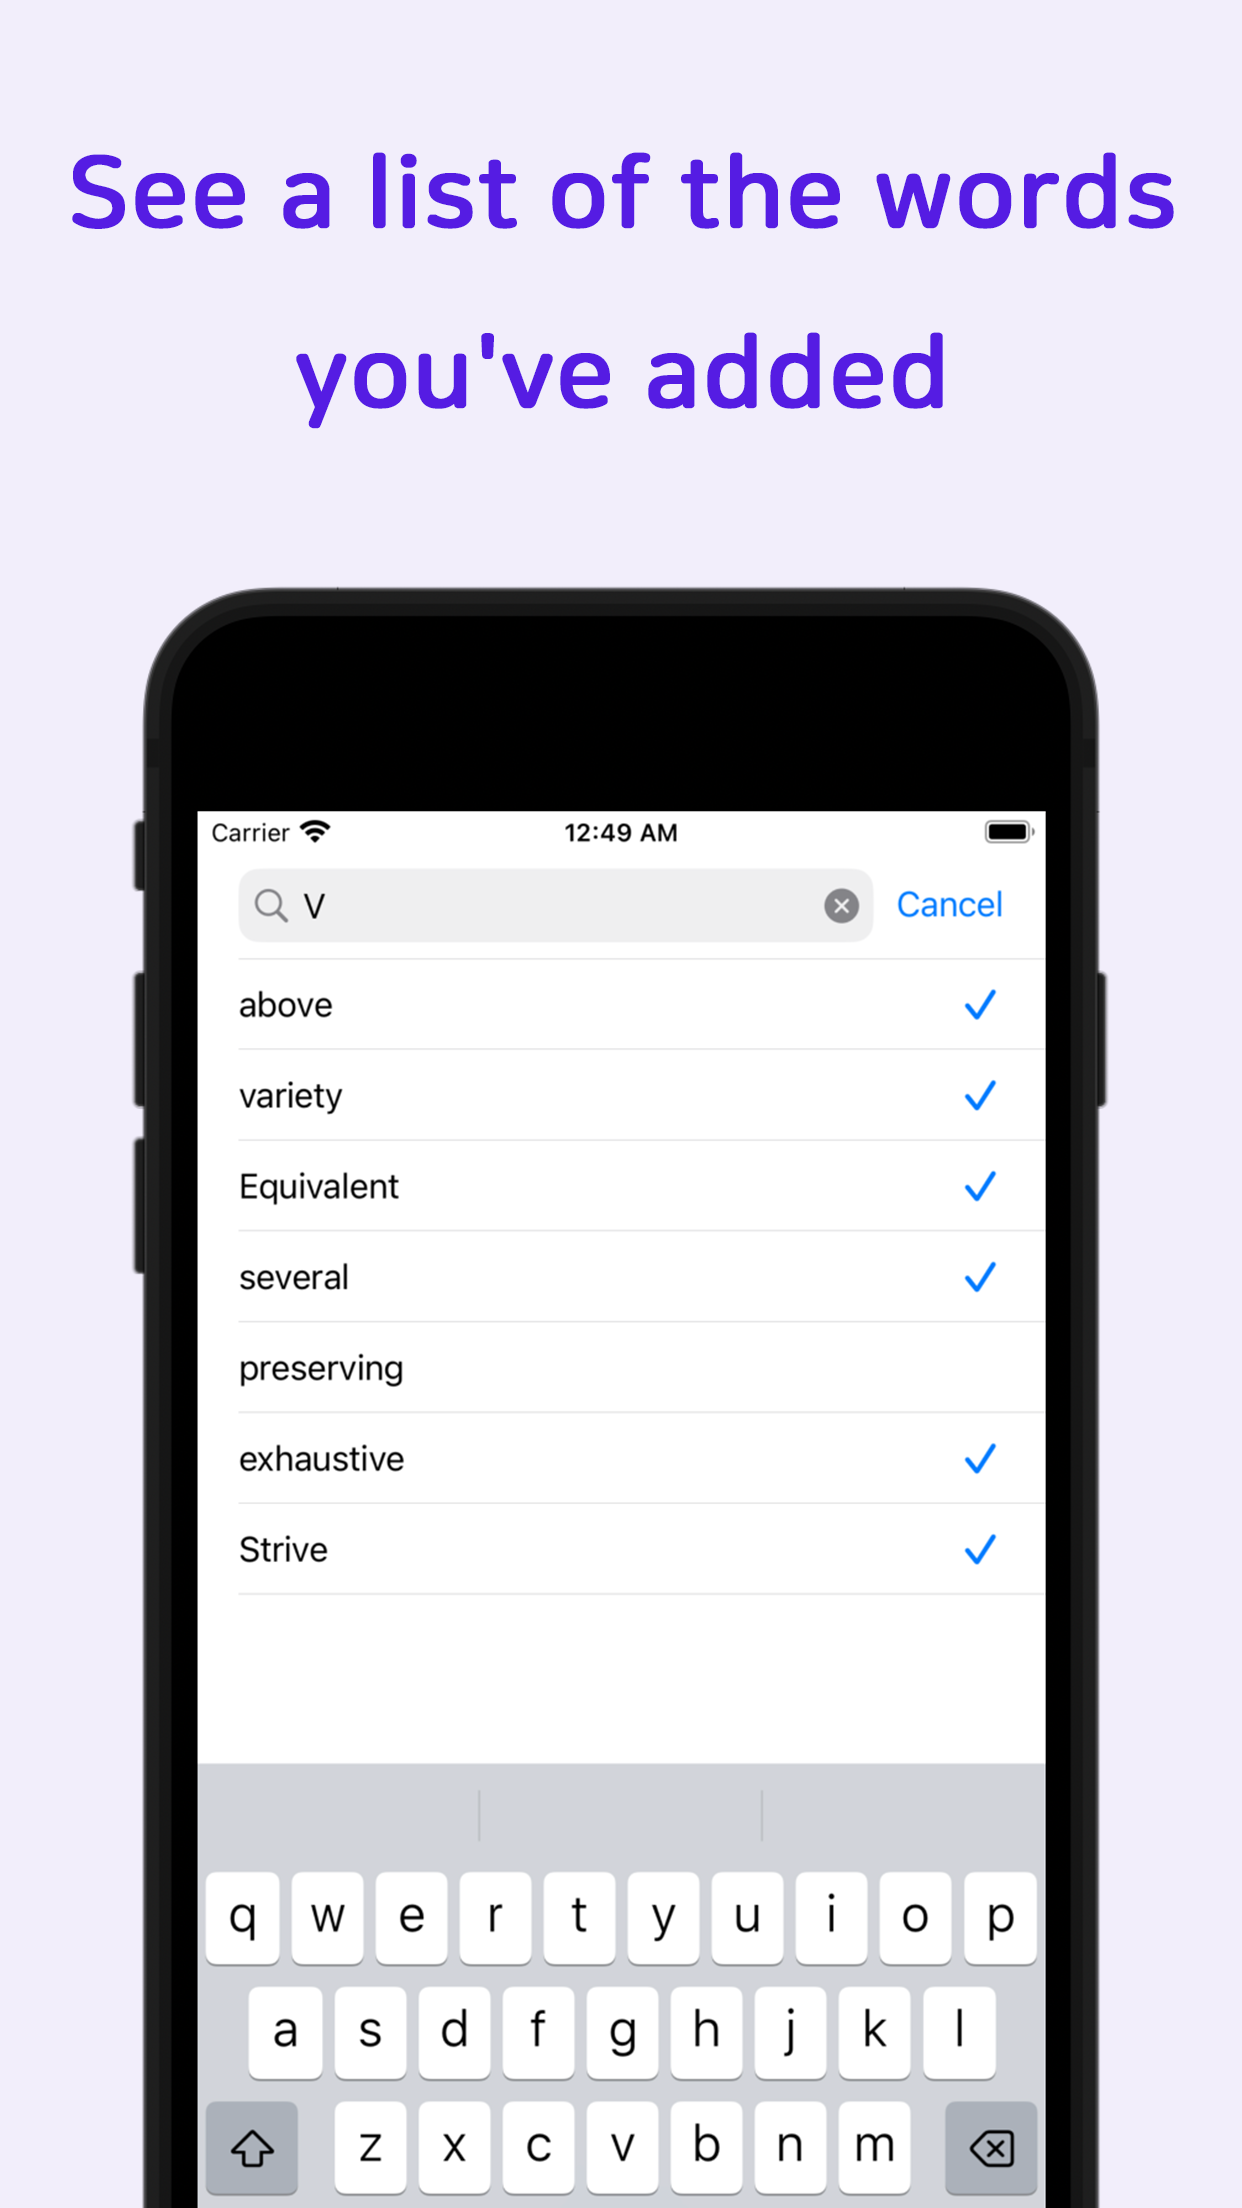 See a list of the words
you've added
Carrier 12:49 AM
V Cancel
above
variety
Equivalent
several
preserving
exhaustive
Strive
q w e r t y u i o p
a s d f g h j k l
z x c v b n m